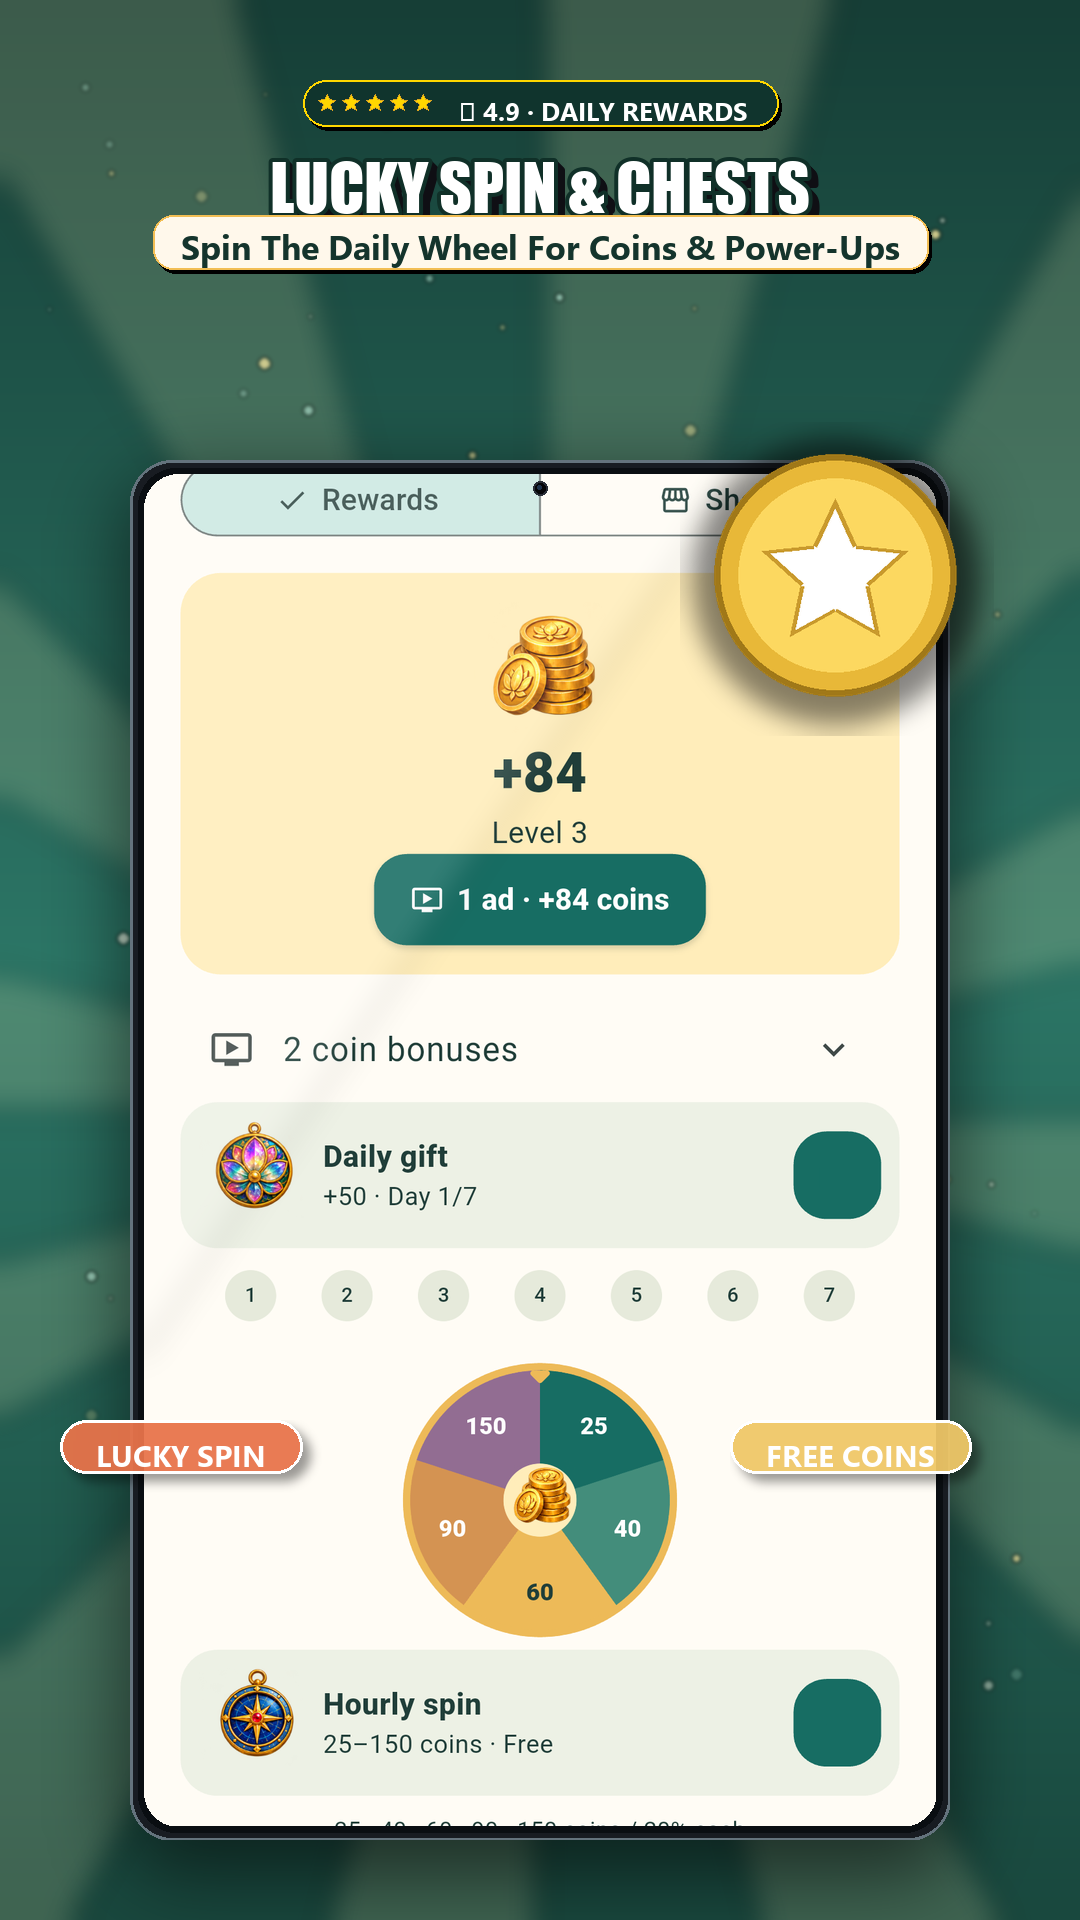 4.9 · DAILY REWARDS
LUCKY SPIN & CHESTS
Spin The Daily Wheel For Coins & Power-Ups
Rewards
+84
Level 3
1 ad · +84 coins
2 coin bonuses
Daily gift
+50 · Day 1/7
1 2 3 4 5 6 7
150 25
LUCKY SPIN
FREE COINS
90 40
60
Hourly spin
25–150 coins · Free